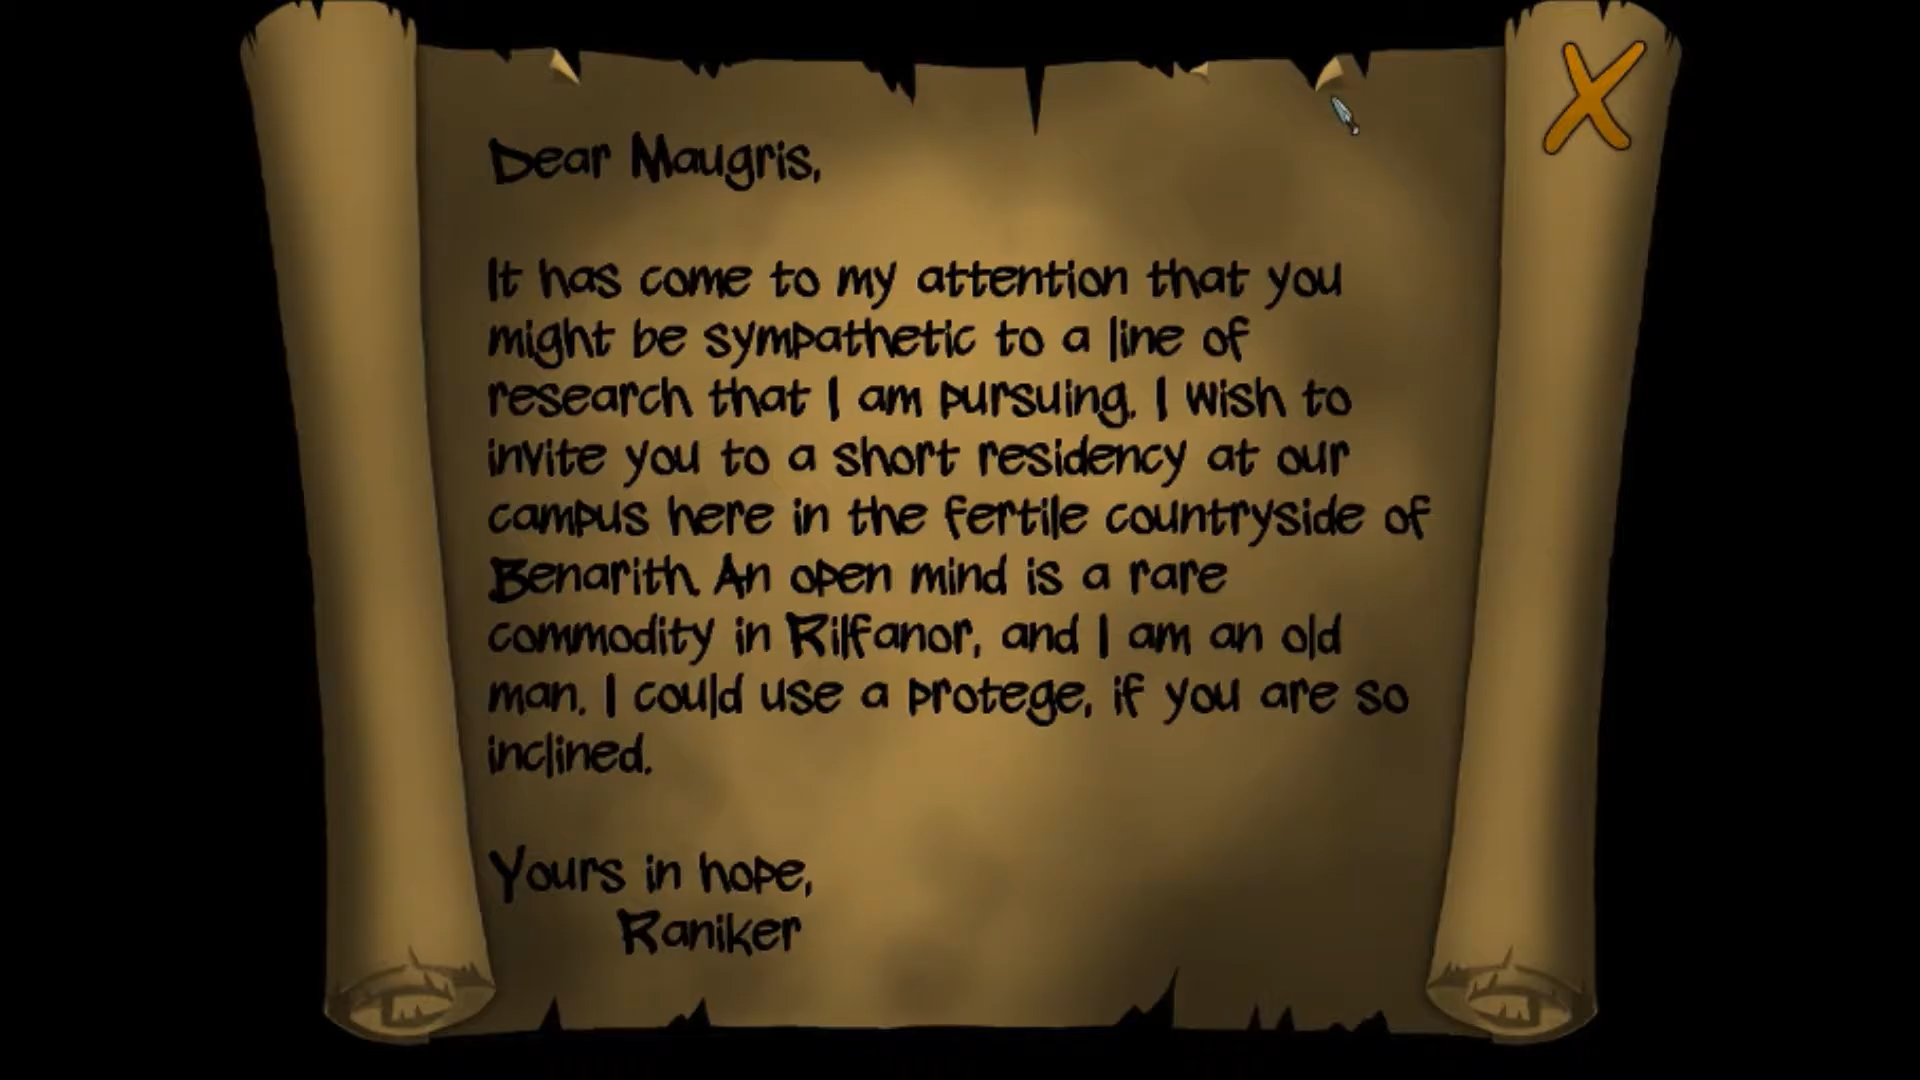 Dear Maugris,
It has come to my attention that you
might be sympathetic to a line of
research that I am pursuing. I wish to
invite you to a short residency at our
campus here in the fertile countryside of
Benarith. An open mind is a rare
commodity in Rilfanor, and I am an old
man. I could use a protege, if you are so
inclined.
Yours in hope,
Raniker